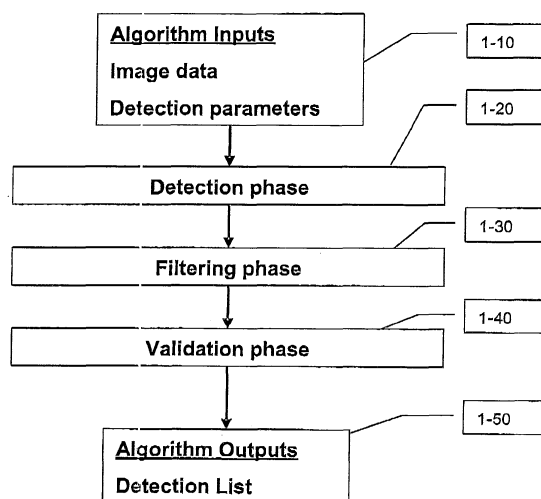 Algorithm Inputs
Image data
Detection parameters
1-10
1-20
Detection phase
1-30
Filtering phase
1-40
Validation phase
1-50
Algorithm Outputs
Detection List